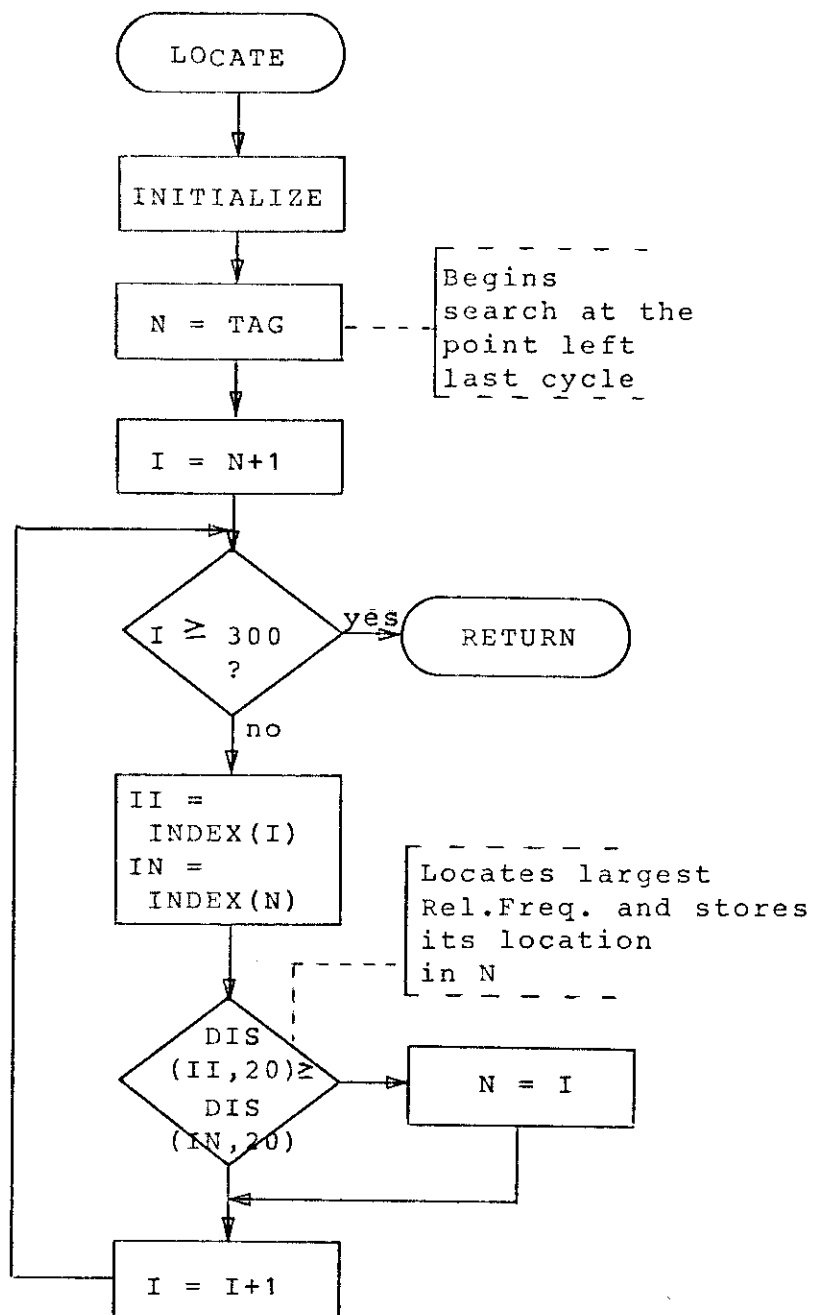 LOCATE
INITIALIZE
N = TAG
Begins
search at the
point left
last cycle
I = N+1
I ≥ 300
?
yes
RETURN
no
II =
INDEX(I)
IN =
INDEX(N)
Locates largest
Rel.Freq. and stores
its location
in N
DIS
(II,20)≥
DIS
(IN,20)
N = I
I = I+1